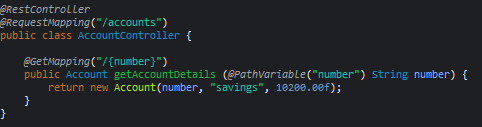 @RestController
@RequestMapping("/accounts")
public class AccountController {
@GetMapping("/{number}")
public Account getAccountDetails (@PathVariable("number") String number) {
return new Account(number, "savings", 10200.00f);
}
}